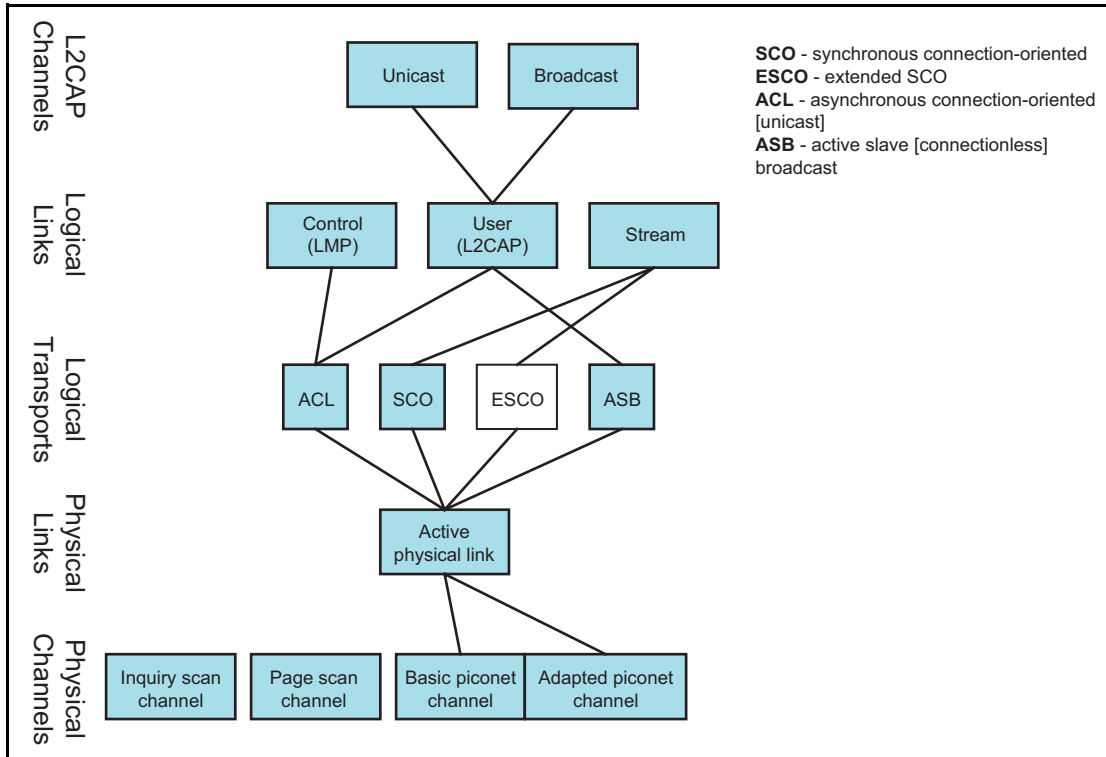 L2CAP
Channels
Unicast
Broadcast
SCO - synchronous connection-oriented
ESCO - extended SCO
ACL - asynchronous connection-oriented
[unicast]
ASB - active slave [connectionless]
broadcast
Logical
Links
Control
(LMP)
User
(L2CAP)
Stream
Logical
Transports
ACL
SCO
ESCO
ASB
Physical
Links
Active
physical link
Physical
Channels
Inquiry scan
channel
Page scan
channel
Basic piconet
channel
Adapted piconet
channel